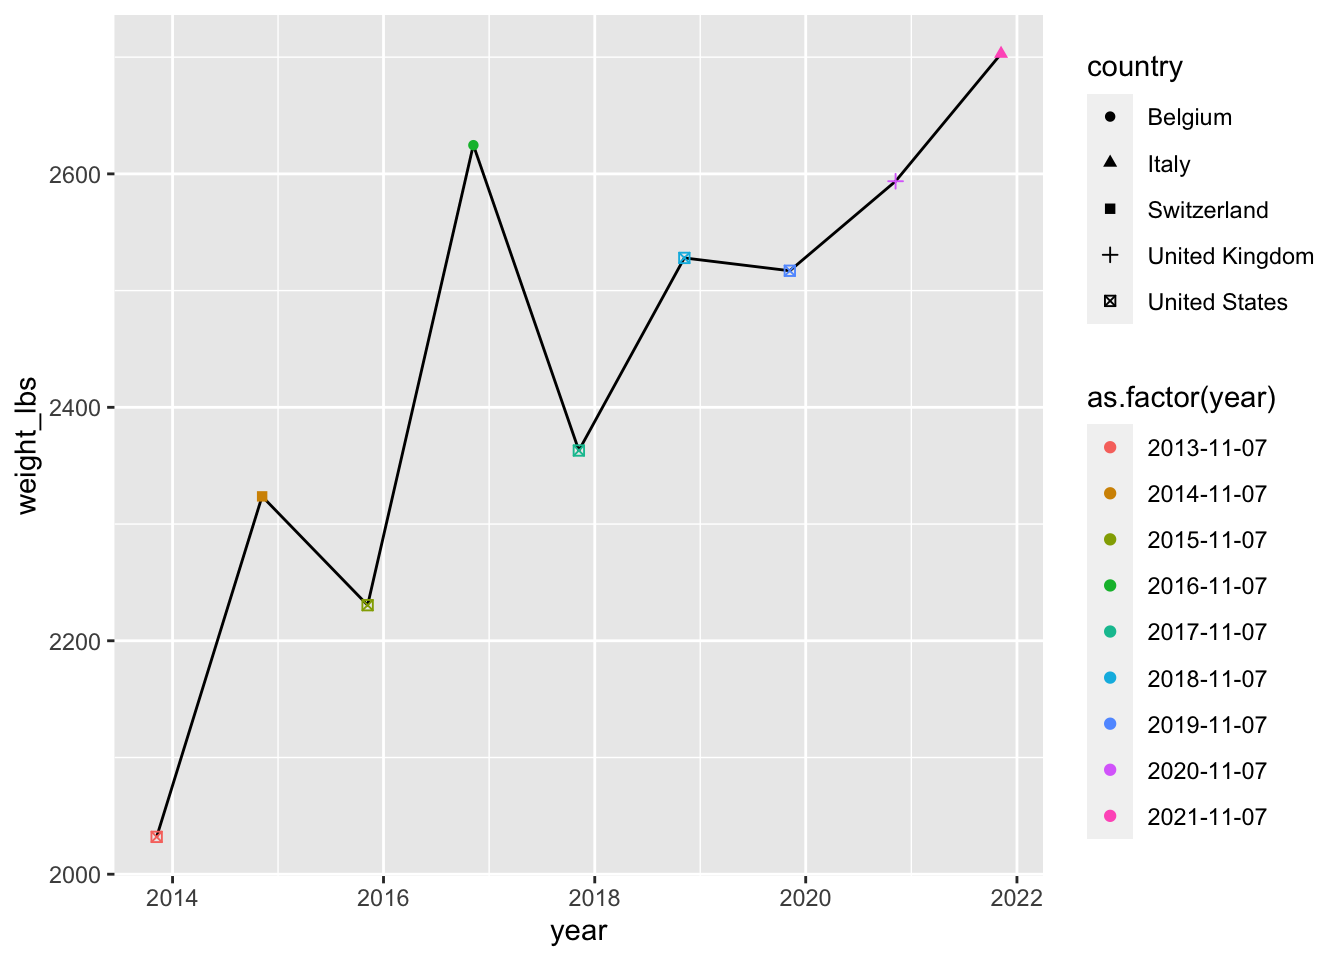 weight_lbs
2600
2400
2200
2000
2014 2016 2018 2020 2022
year
country
Belgium
Italy
Switzerland
United Kingdom
United States
as.factor(year)
2013-11-07
2014-11-07
2015-11-07
2016-11-07
2017-11-07
2018-11-07
2019-11-07
2020-11-07
2021-11-07